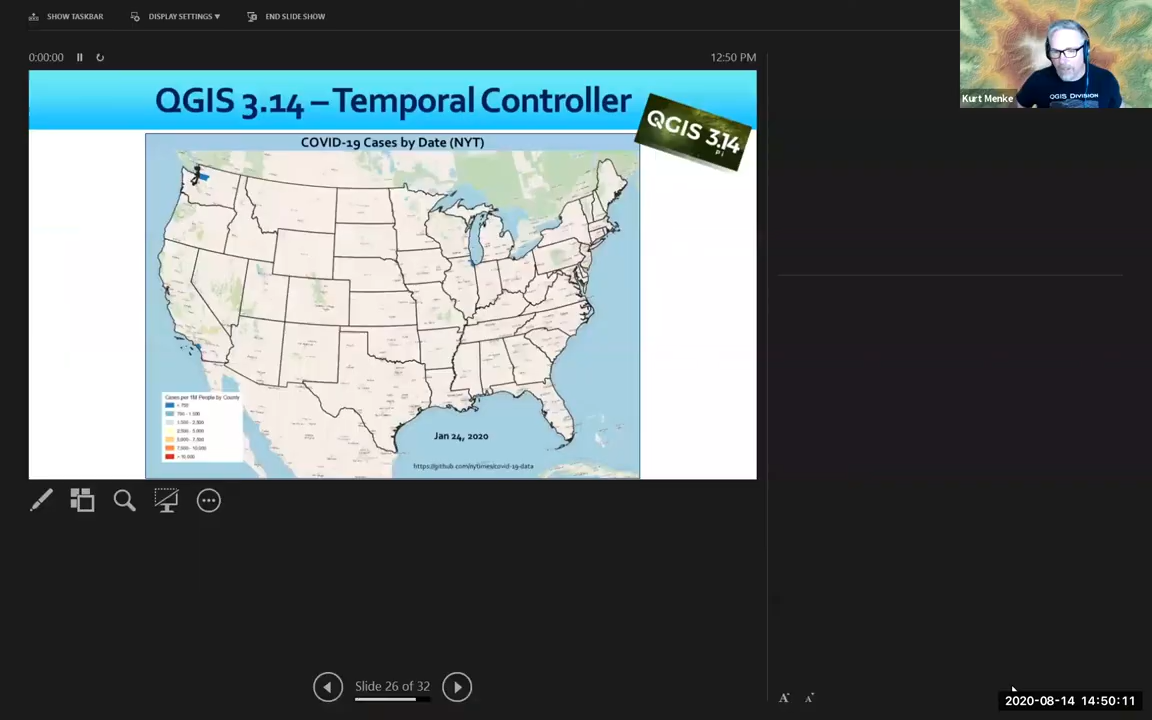 SHOW TASKBAR
DISPLAY SETTINGS ▼
END SLIDE SHOW
0:00:00
12:50 PM
QGIS 3.14 – Temporal Controller
QGIS 3.14
COVID-19 Cases by Date (NYT)
Cases per 1M People by County
Jan 24, 2020
https://github.com/nytimes/covid-19-data
Slide 26 of 32
Kurt Menke
QGIS DIVISION
A A
2020-08-14 14:50:11